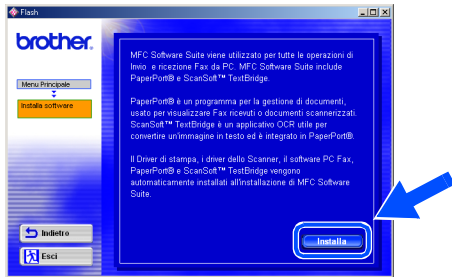 Flash
brother.
Menu Principale
Installa software
MFC Software Suite viene utilizzato per tutte le operazioni di
Invio e ricezione Fax da PC. MFC Software Suite include
PaperPort® e ScanSoft™ TextBridge.
PaperPort® è un programma per la gestione di documenti,
usato per visualizzare Fax ricevuti o documenti scannerizzati.
ScanSoft™ TextBridge è un applicativo OCR utile per
convertire un'immagine in testo ed è integrato in PaperPort®.
Il Driver di stampa, i driver dello Scanner, il software PC Fax,
PaperPort® e ScanSoft™ TestBridge vengono
automaticamente installati all'installazione di MFC Software
Suite.
Indietro
Esci
Installa